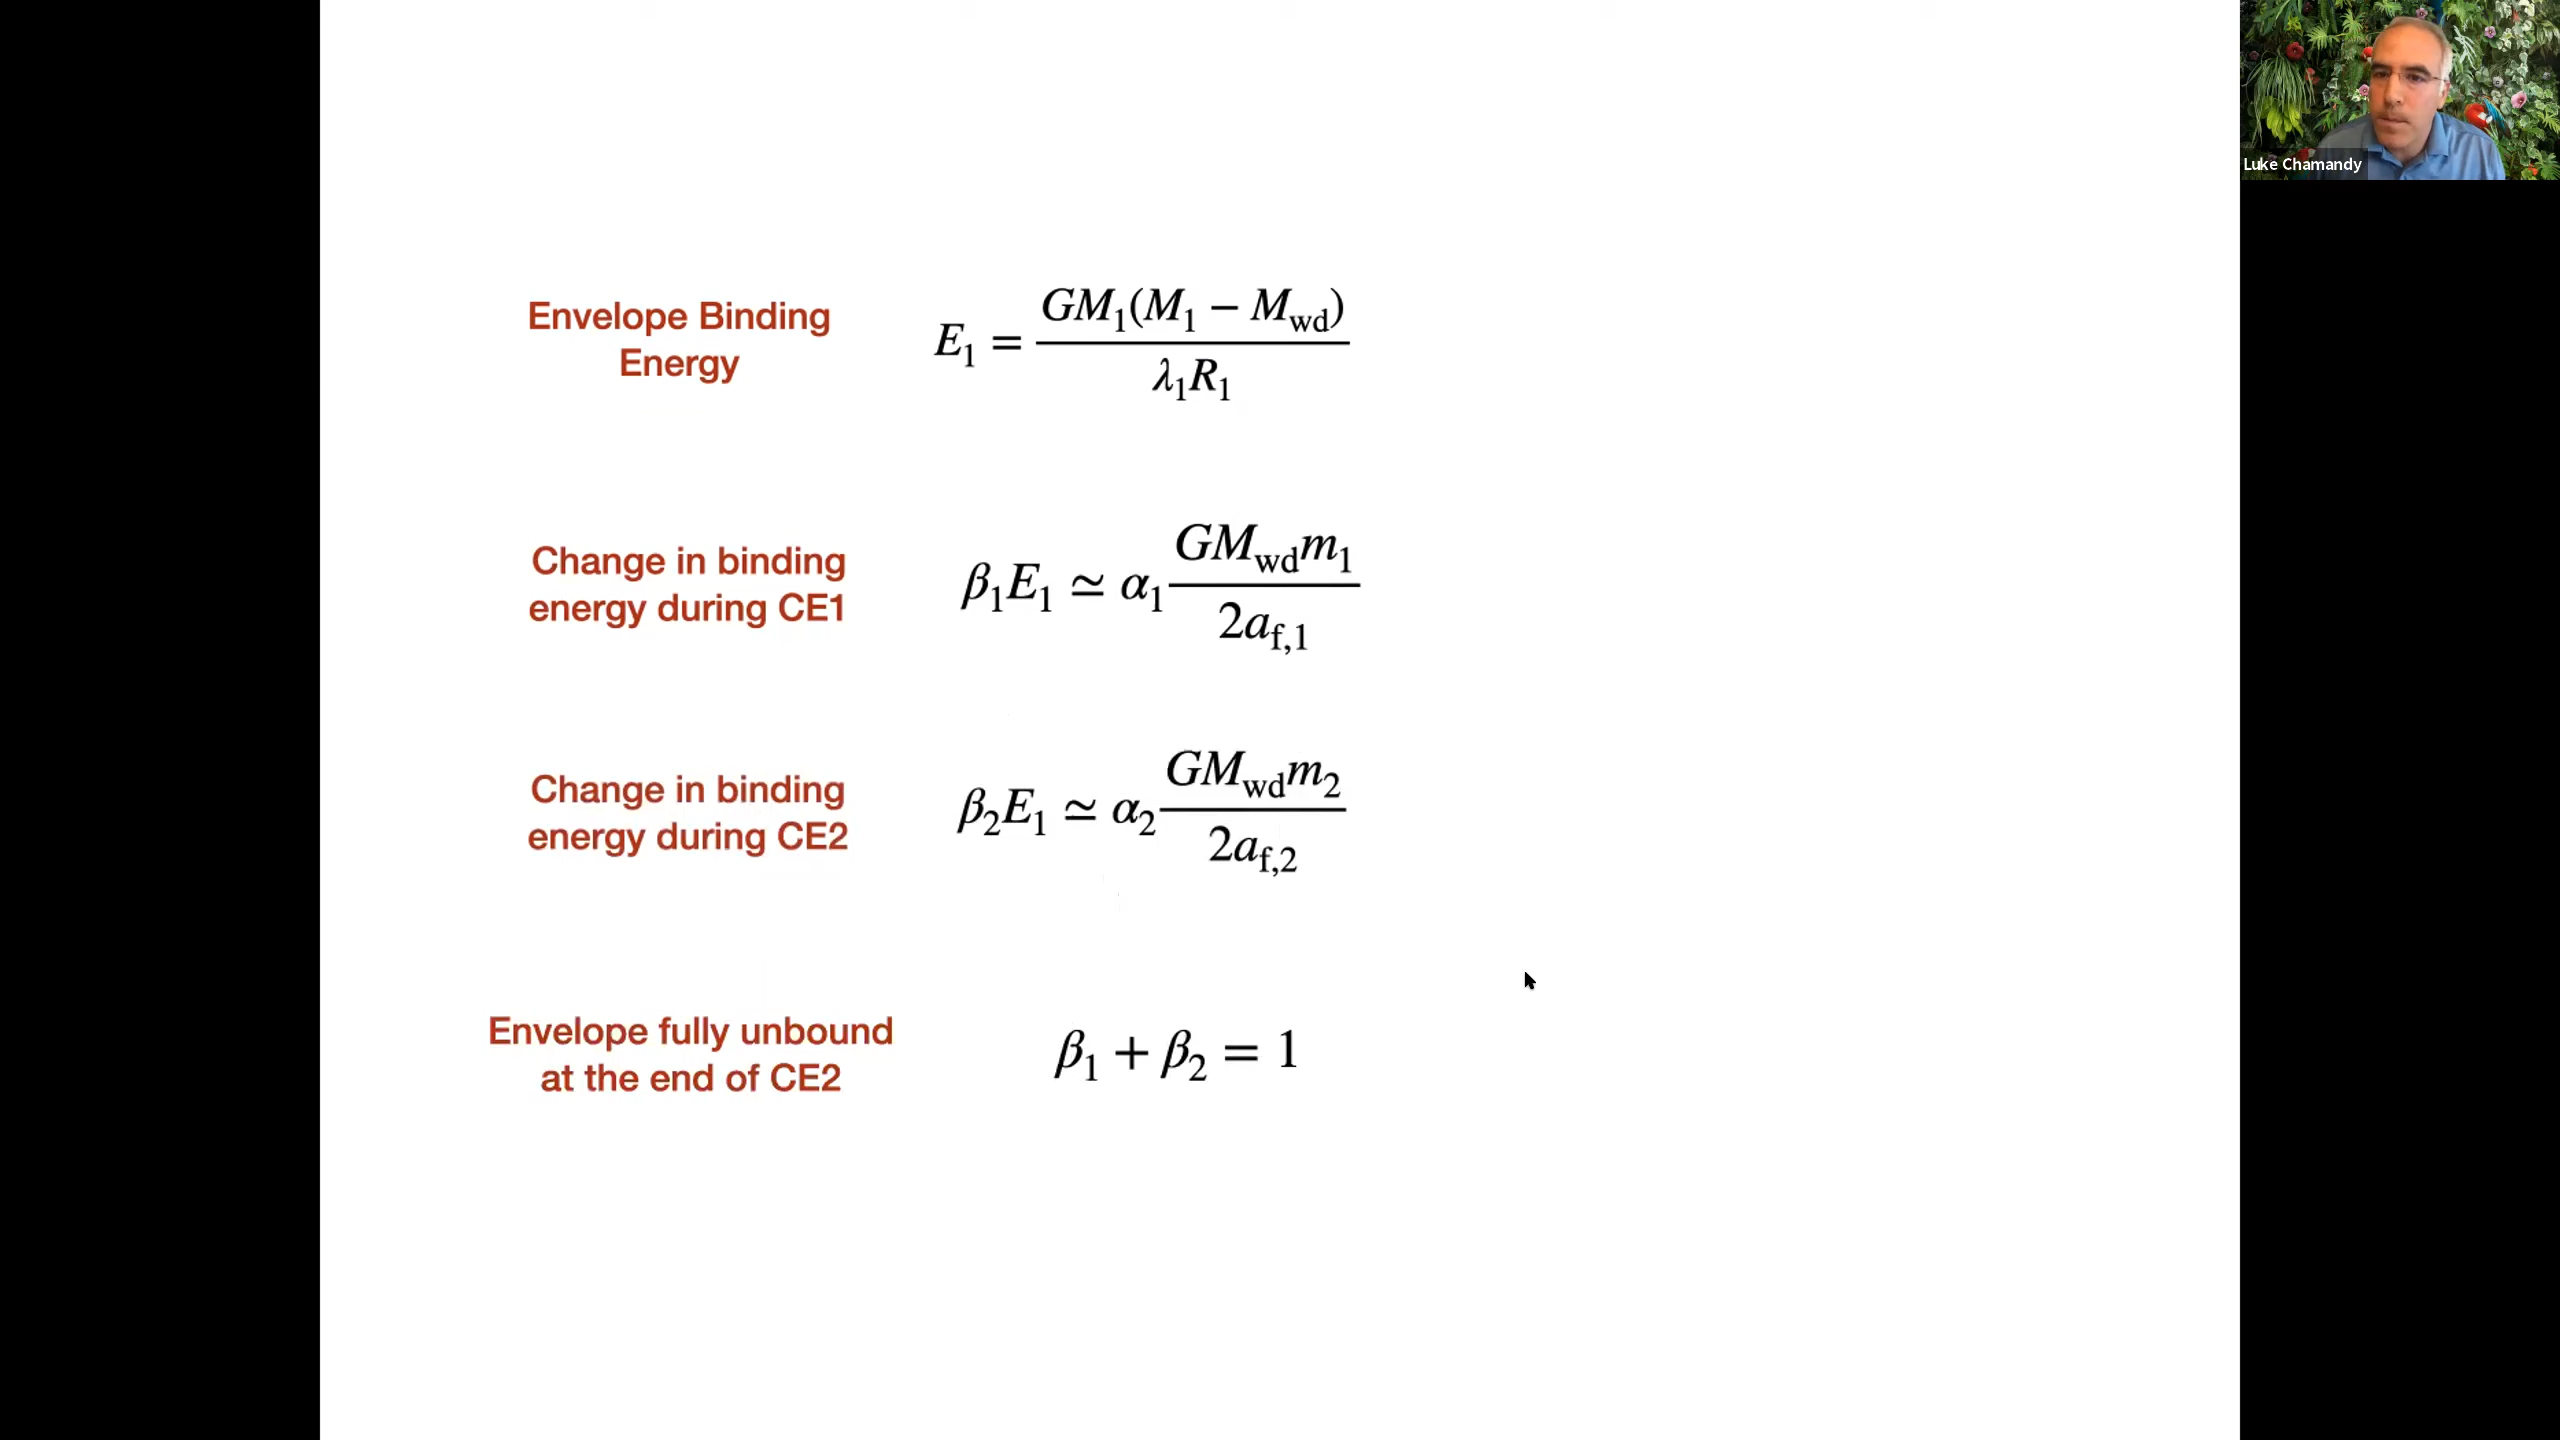 Luke Chamandy
Envelope Binding
Energy
E₁ = GM₁(M₁ − M_wd) / λ₁R₁
Change in binding
energy during CE1
β₁E₁ ≃ α₁ GM_wd m₁ / 2a_f,1
Change in binding
energy during CE2
β₂E₁ ≃ α₂ GM_wd m₂ / 2a_f,2
Envelope fully unbound
at the end of CE2
β₁ + β₂ = 1